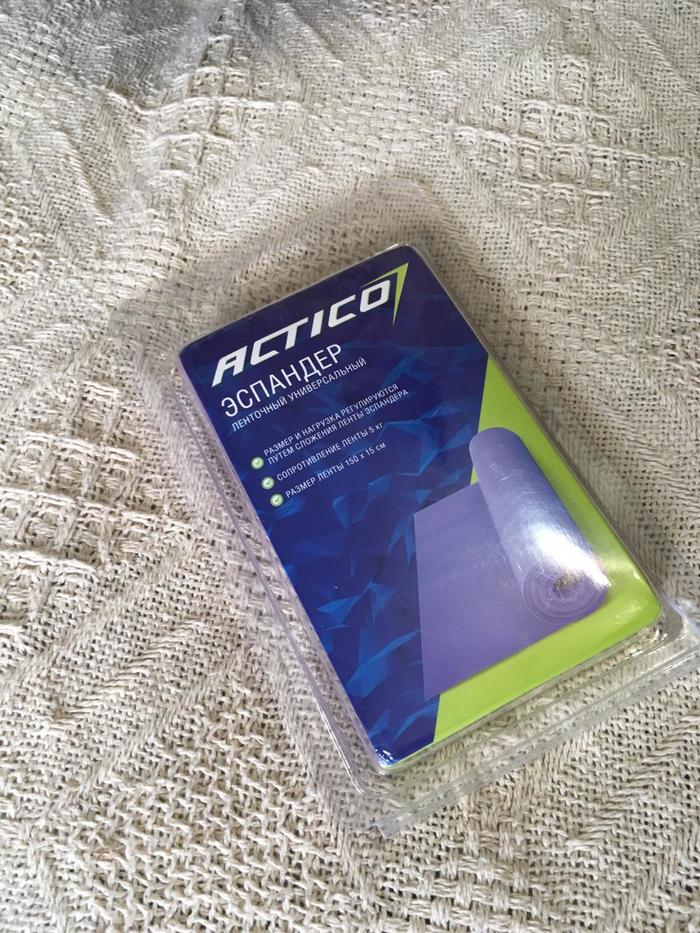 ACTICO
ЭСПАНДЕР
ЛЕНТОЧНЫЙ УНИВЕРСАЛЬНЫЙ
РАЗМЕР И НАГРУЗКА РЕГУЛИРУЮТСЯ
ПУТЕМ СЛОЖЕНИЯ ЛЕНТЫ ЭСПАНДЕРА
СОПРОТИВЛЕНИЕ ЛЕНТЫ 5 КГ
РАЗМЕР ЛЕНТЫ 150 X 15 СМ